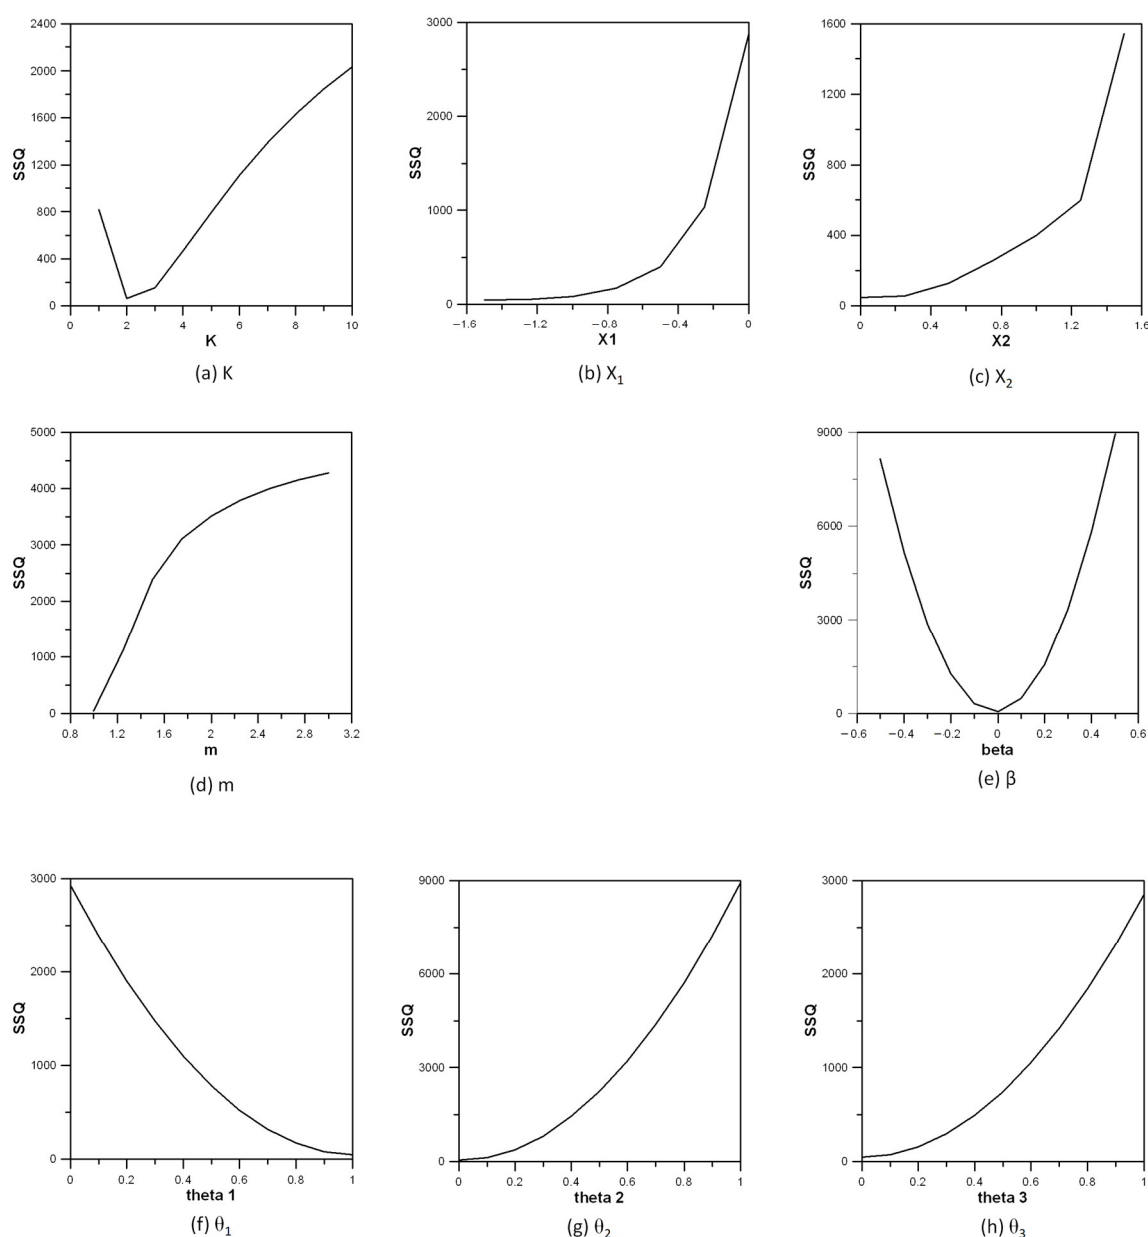 2400
2000
1600
1200
800
400
0
SSQ
0 2 4 6 8 10
K
(a) K
3000
2000
1000
0
SSQ
−1.6 −1.2 −0.8 −0.4 0
X1
(b) X₁
1600
1200
800
400
0
SSQ
0 0.4 0.8 1.2 1.6
X2
(c) X₂
5000
4000
3000
2000
1000
0
SSQ
0.8 1.2 1.6 2 2.4 2.8 3.2
m
(d) m
9000
6000
3000
0
SSQ
−0.6 −0.4 −0.2 0 0.2 0.4 0.6
beta
(e) β
3000
2000
1000
0
SSQ
0 0.2 0.4 0.6 0.8 1
theta 1
(f) θ₁
9000
6000
3000
0
SSQ
0 0.2 0.4 0.6 0.8 1
theta 2
(g) θ₂
3000
2000
1000
0
SSQ
0 0.2 0.4 0.6 0.8 1
theta 3
(h) θ₃